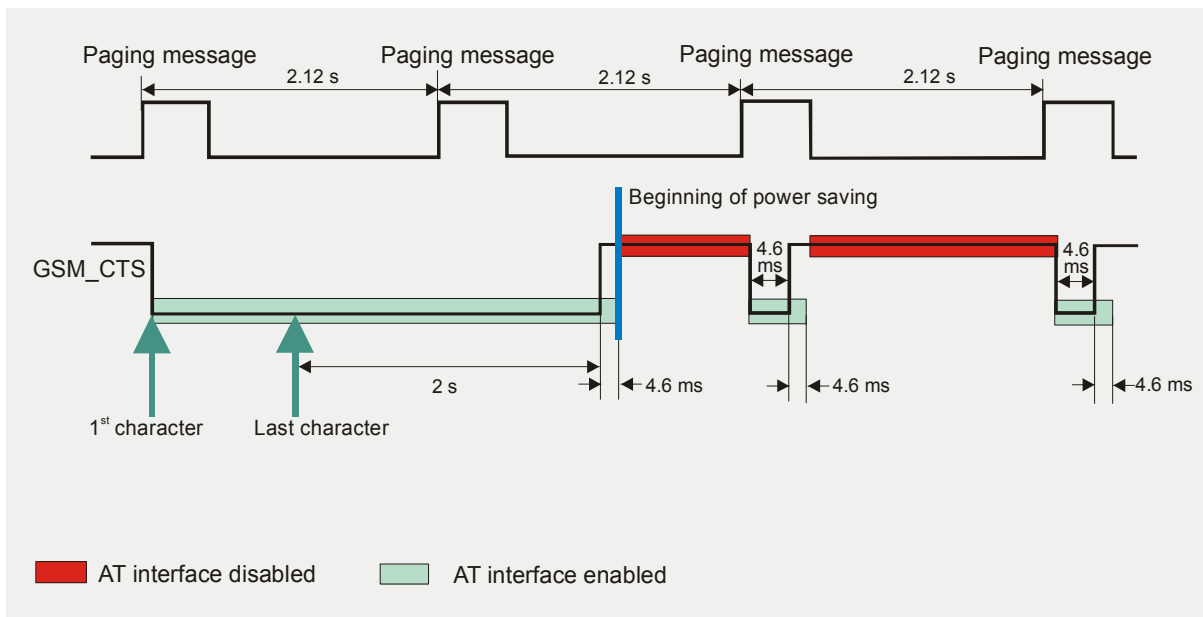 Paging message
Paging message
Paging message
Paging message
2.12 s
2.12 s
2.12 s
Beginning of power saving
GSM_CTS
4.6
ms
4.6
ms
2 s
4.6 ms
4.6 ms
4.6 ms
1st character
Last character
AT interface disabled
AT interface enabled